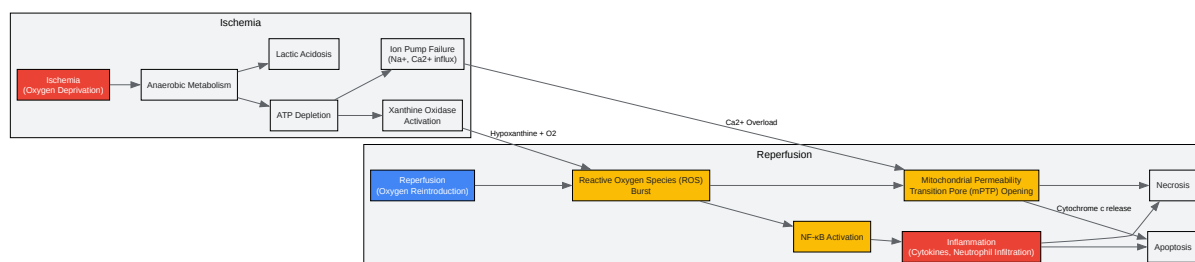 Ischemia
Ischemia
(Oxygen Deprivation)
Anaerobic Metabolism
Lactic Acidosis
ATP Depletion
Ion Pump Failure
(Na+, Ca2+ influx)
Xanthine Oxidase
Activation
Hypoxanthine + O2
Ca2+ Overload
Reperfusion
Reperfusion
(Oxygen Reintroduction)
Reactive Oxygen Species (ROS)
Burst
NF-κB Activation
Mitochondrial Permeability
Transition Pore (mPTP) Opening
Inflammation
(Cytokines, Neutrophil Infiltration)
Cytochrome c release
Necrosis
Apoptosis